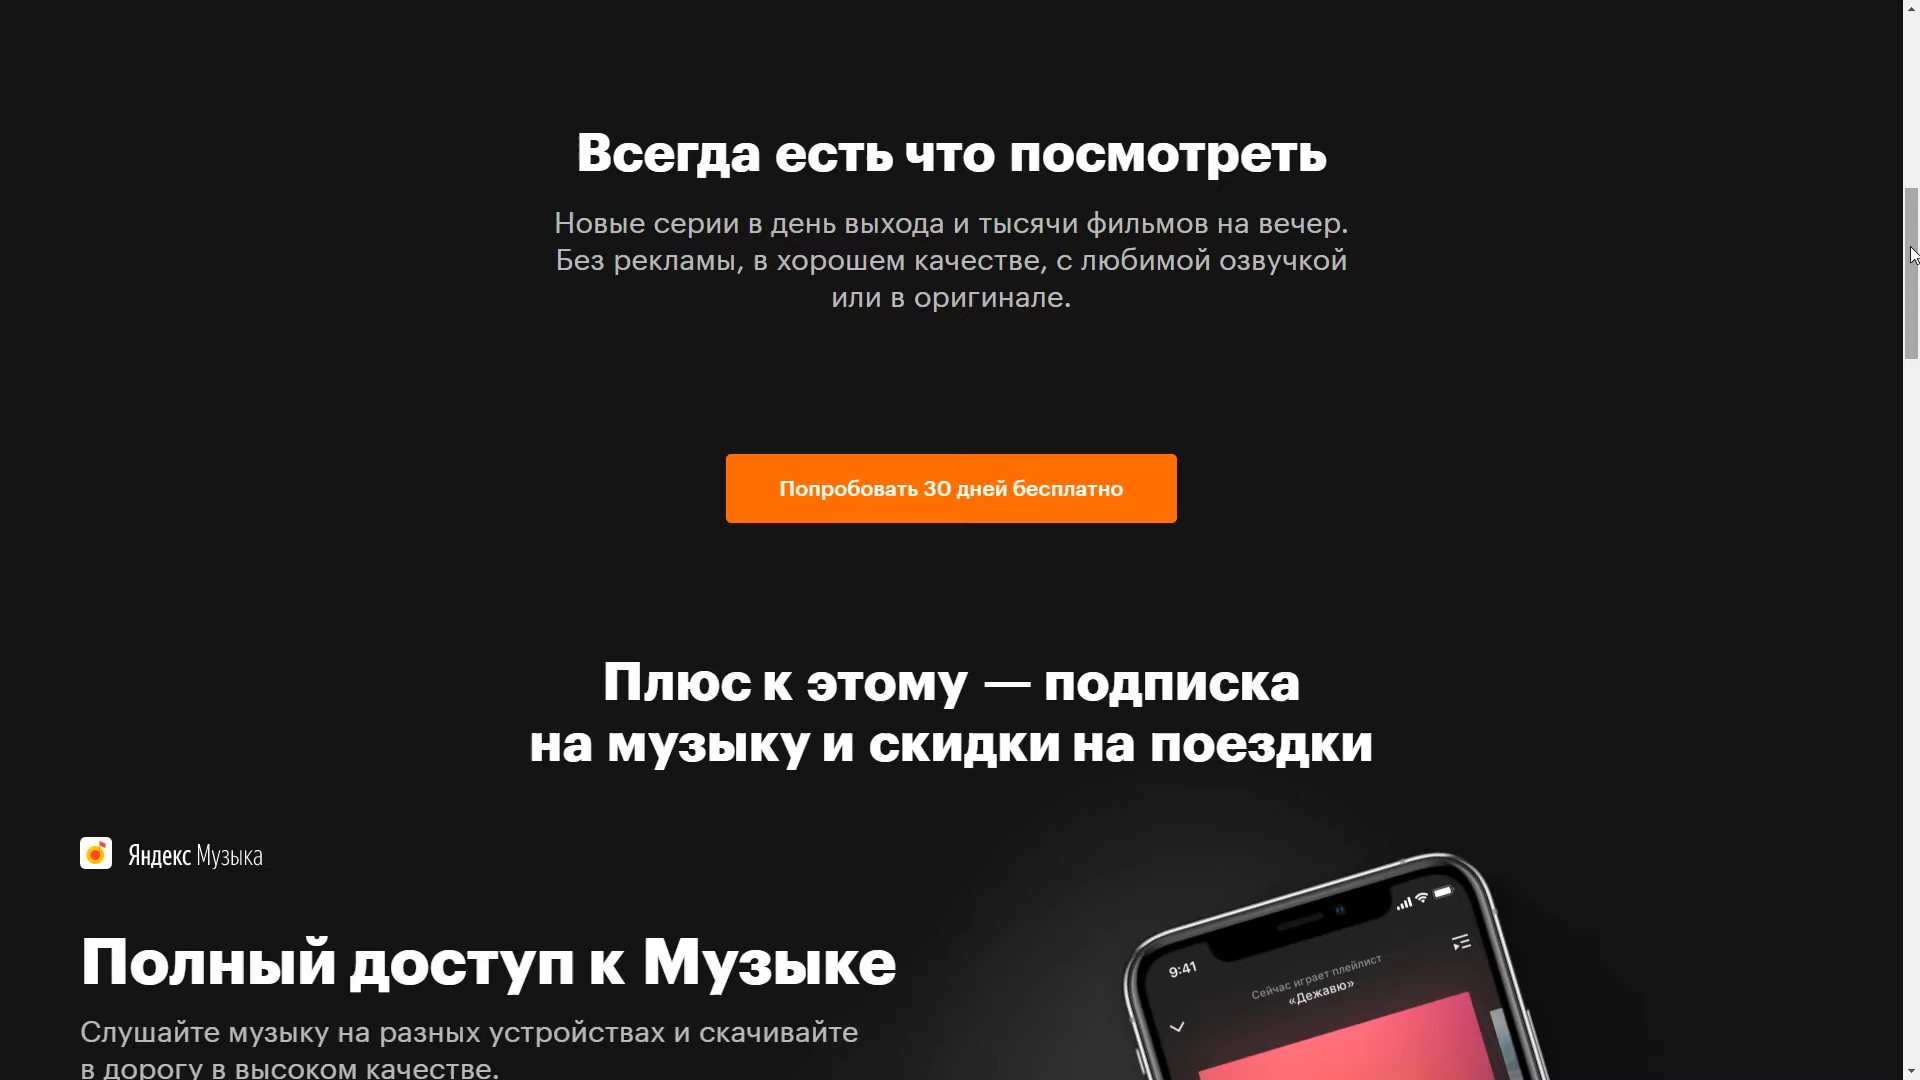 Всегда есть что посмотреть
Новые серии в день выхода и тысячи фильмов на вечер.
Без рекламы, в хорошем качестве, с любимой озвучкой
или в оригинале.
Попробовать 30 дней бесплатно
Плюс к этому — подписка
на музыку и скидки на поездки
Яндекс Музыка
Полный доступ к Музыке
Слушайте музыку на разных устройствах и скачивайте
в дорогу в высоком качестве.
9:41
Сейчас играет плейлист
«Дежавю»